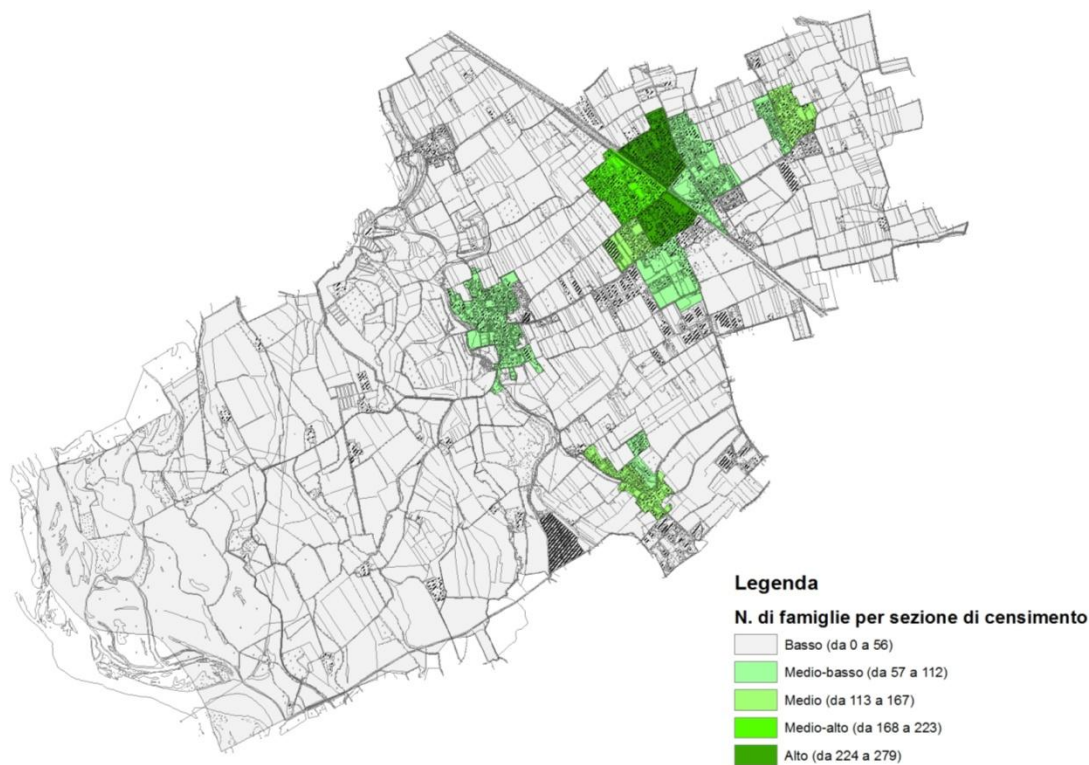 Legenda
N. di famiglie per sezione di censimento
Basso (da 0 a 56)
Medio-basso (da 57 a 112)
Medio (da 113 a 167)
Medio-alto (da 168 a 223)
Alto (da 224 a 279)